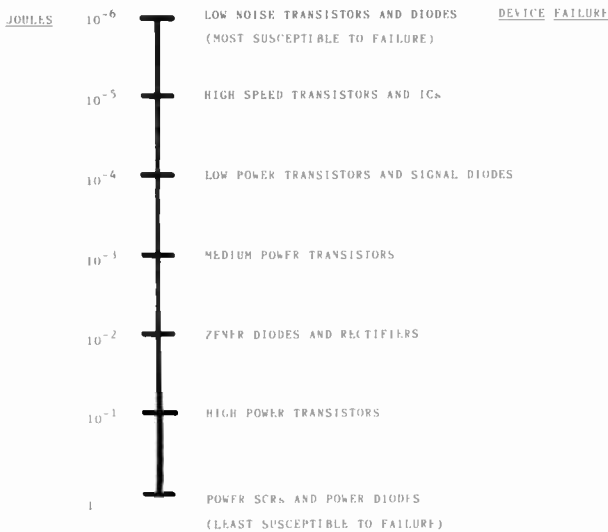 JOULES 10⁻⁶ LOW NOISE TRANSISTORS AND DIODES DEVICE FAILURE
(MOST SUSCEPTIBLE TO FAILURE)
10⁻⁵ HIGH SPEED TRANSISTORS AND ICs
10⁻⁴ LOW POWER TRANSISTORS AND SIGNAL DIODES
10⁻³ MEDIUM POWER TRANSISTORS
10⁻² ZENER DIODES AND RECTIFIERS
10⁻¹ HIGH POWER TRANSISTORS
1 POWER SCRs AND POWER DIODES
(LEAST SUSCEPTIBLE TO FAILURE)